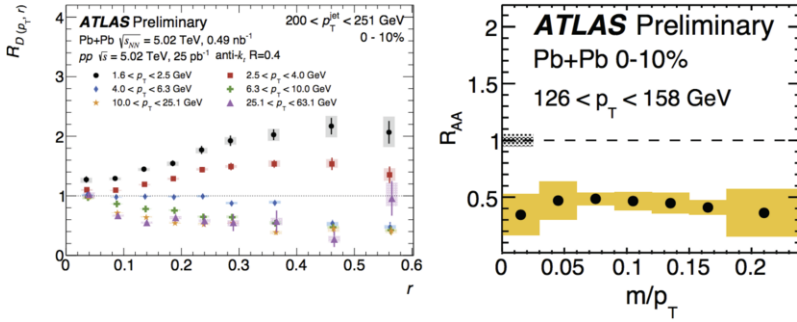 ATLAS Preliminary
200 < p_T^jet < 251 GeV
Pb+Pb √s_NN = 5.02 TeV, 0.49 nb⁻¹
0 - 10%
pp √s = 5.02 TeV, 25 pb⁻¹ anti-k_t R=0.4
1.6 < p_T < 2.5 GeV
2.5 < p_T < 4.0 GeV
4.0 < p_T < 6.3 GeV
6.3 < p_T < 10.0 GeV
10.0 < p_T < 25.1 GeV
25.1 < p_T < 63.1 GeV
R_D (p_T, r)
4
3
2
1
0
0 0.1 0.2 0.3 0.4 0.5 0.6
r
ATLAS Preliminary
Pb+Pb 0-10%
126 < p_T < 158 GeV
R_AA
2
1.5
1
0.5
0.00 0.05 0.10 0.15 0.20
m/p_T